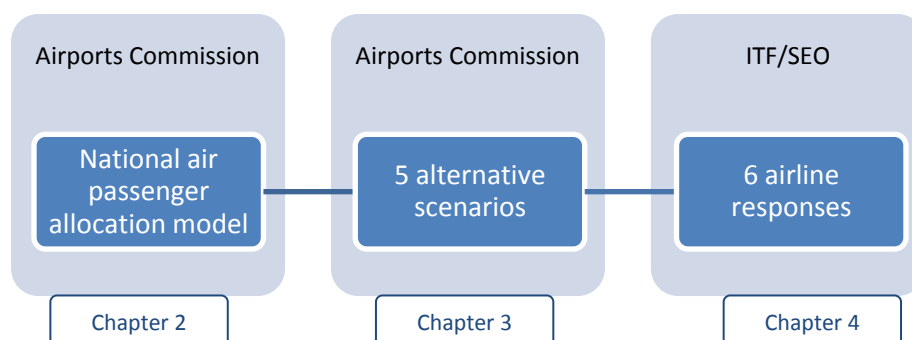 Airports Commission
National air
passenger
allocation model
Chapter 2
Airports Commission
5 alternative
scenarios
Chapter 3
ITF/SEO
6 airline
responses
Chapter 4